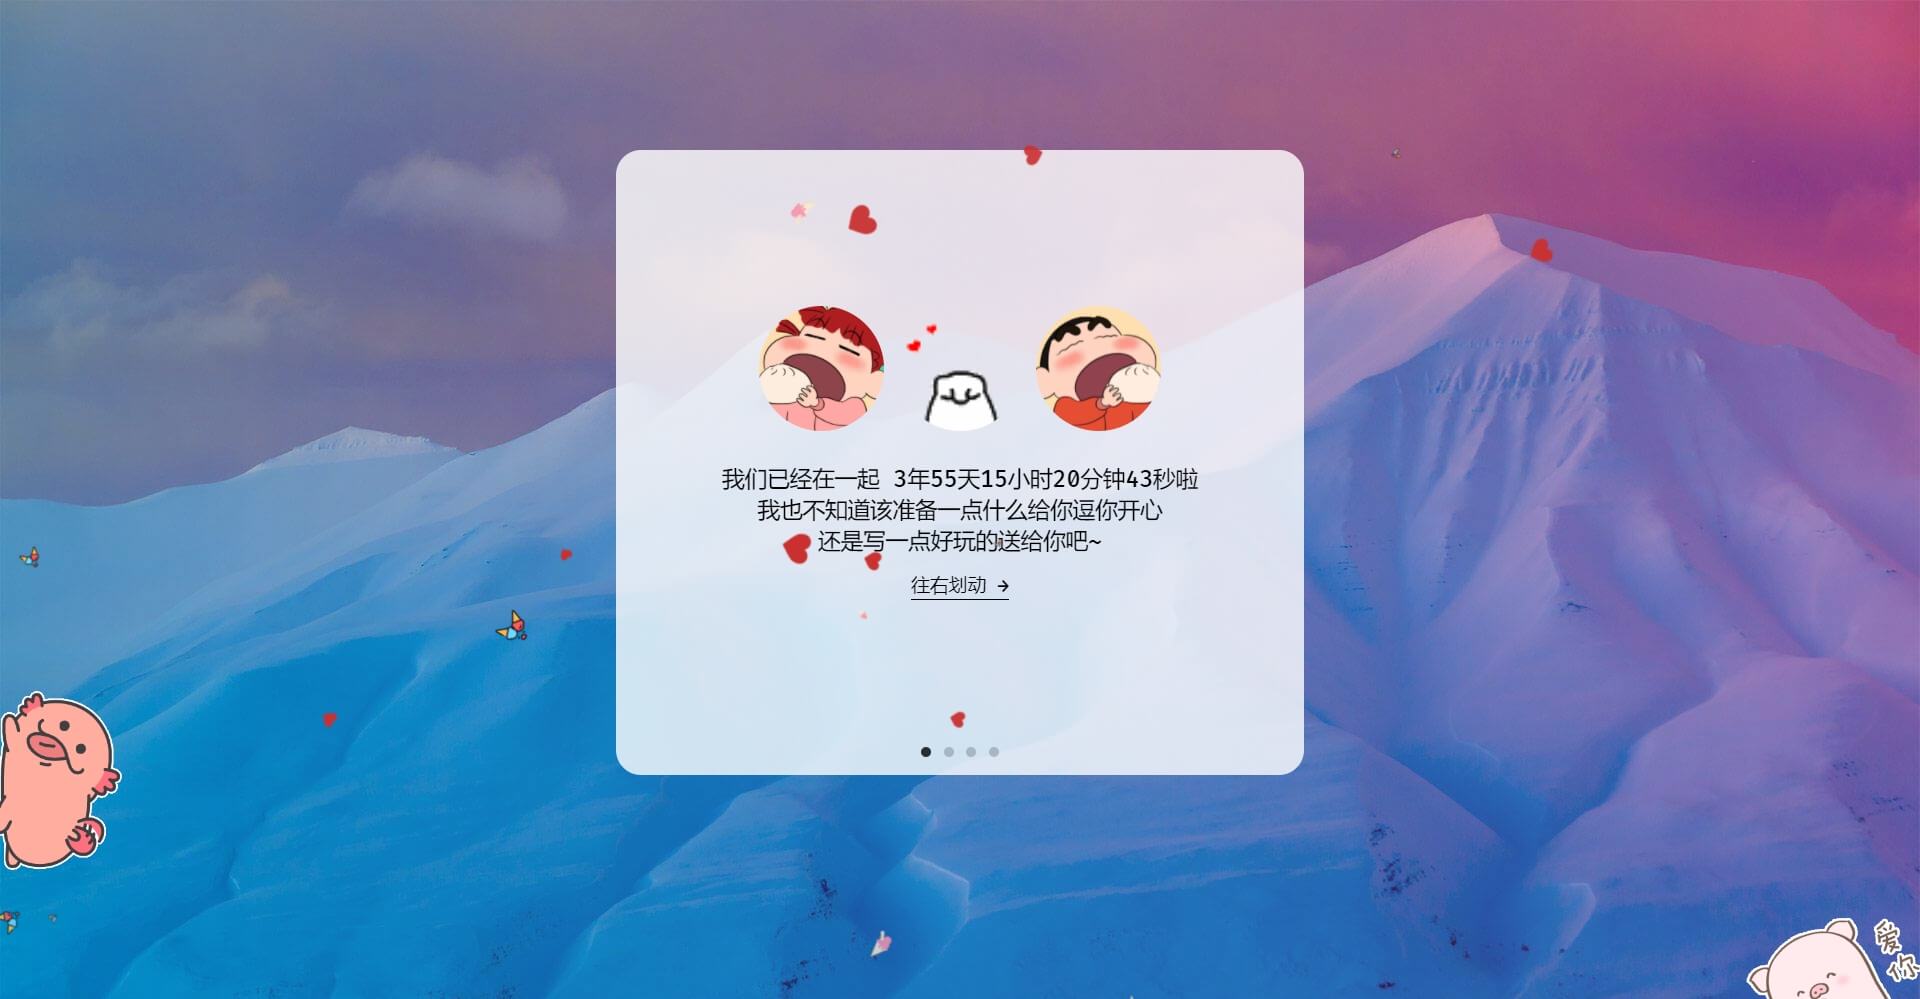 我们已经在一起 3年55天15小时20分钟43秒啦
我也不知道该准备一点什么给你逗你开心
还是写一点好玩的送给你吧~
往右划动 →
爱你